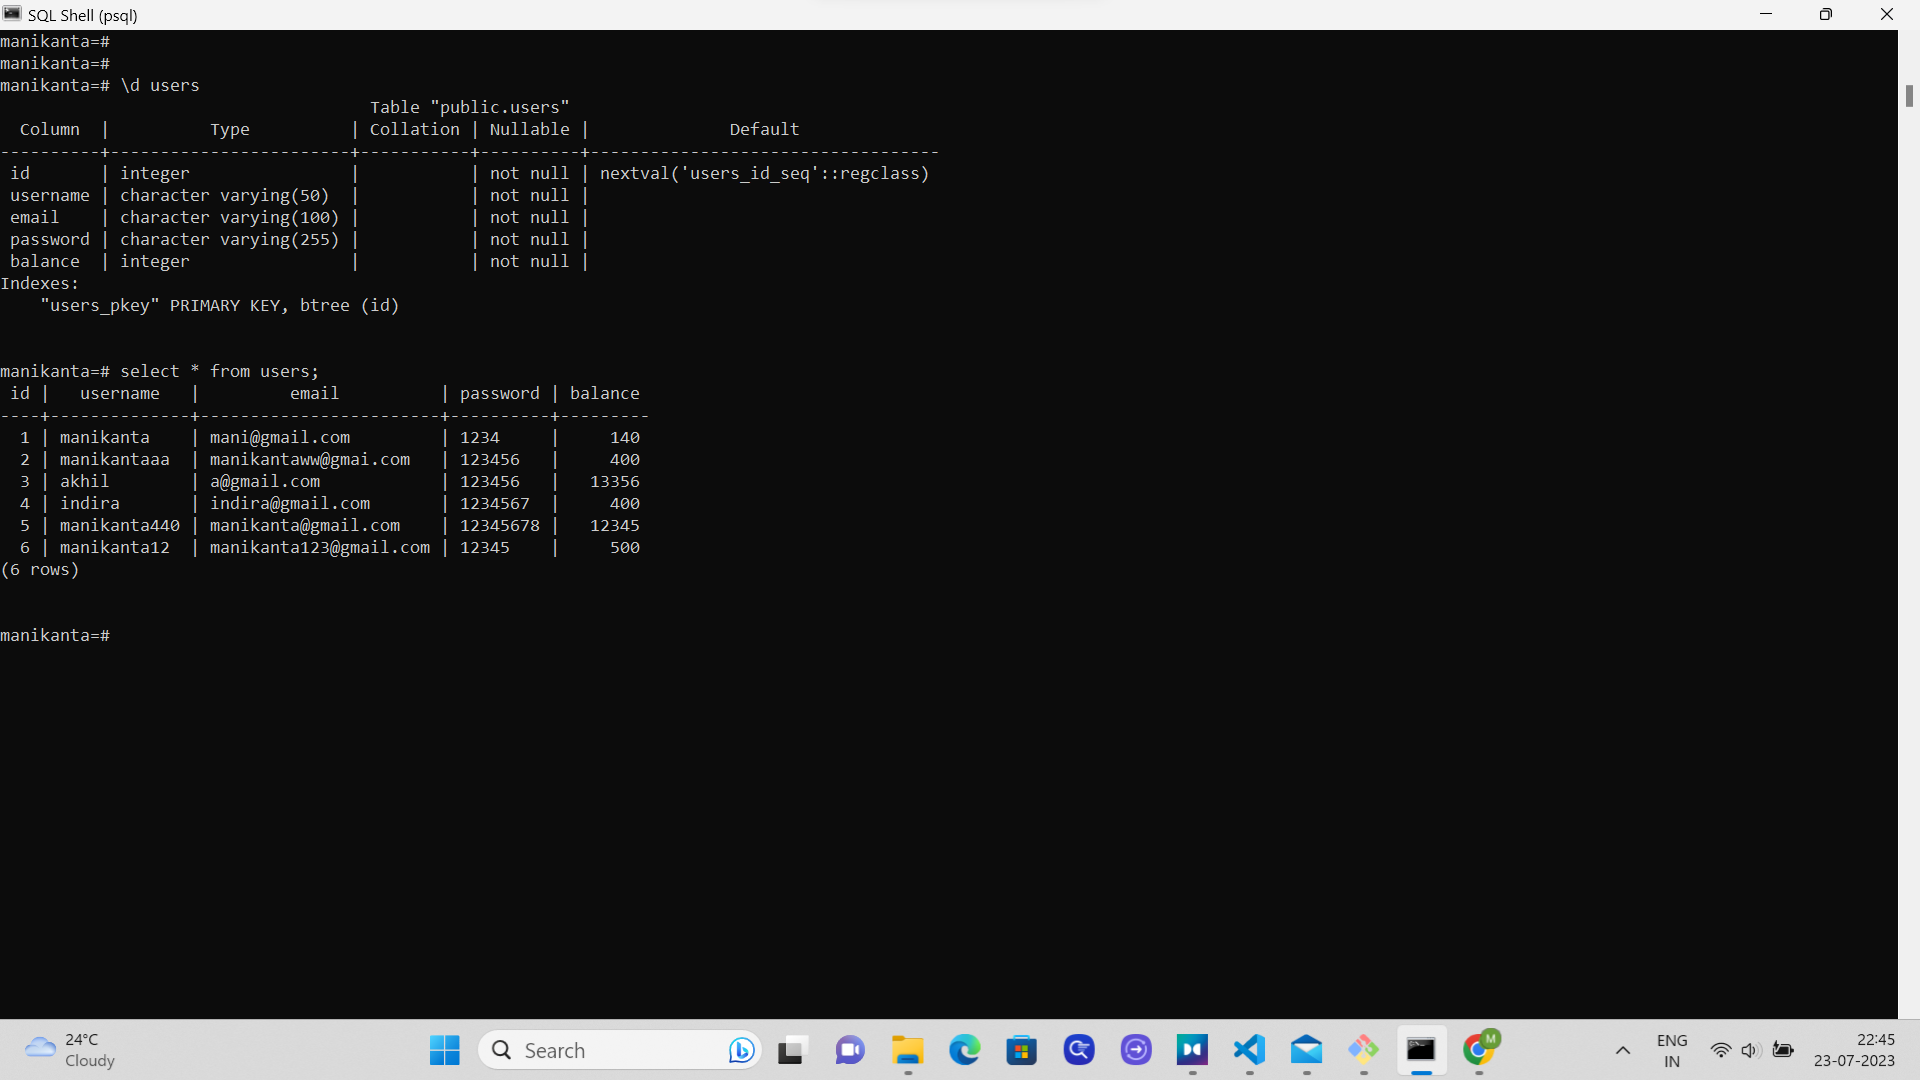 SQL Shell (psql)
manikanta=#
manikanta=#
manikanta=# \d users
                                     Table "public.users"
  Column  |          Type          | Collation | Nullable |              Default
----------+------------------------+-----------+----------+-----------------------------------
 id       | integer                |           | not null | nextval('users_id_seq'::regclass)
 username | character varying(50)  |           | not null |
 email    | character varying(100) |           | not null |
 password | character varying(255) |           | not null |
 balance  | integer                |           | not null |
Indexes:
    "users_pkey" PRIMARY KEY, btree (id)
manikanta=# select * from users;
 id |   username   |         email          | password | balance
----+--------------+------------------------+----------+---------
  1 | manikanta    | mani@gmail.com         | 1234     |     140
  2 | manikantaaa  | manikantaww@gmai.com   | 123456   |     400
  3 | akhil        | a@gmail.com            | 123456   |   13356
  4 | indira       | indira@gmail.com       | 1234567  |     400
  5 | manikanta440 | manikanta@gmail.com    | 12345678 |   12345
  6 | manikanta12  | manikanta123@gmail.com | 12345    |     500
(6 rows)
manikanta=#
24°C
Cloudy
Search
M
ENG
IN
22:45
23-07-2023